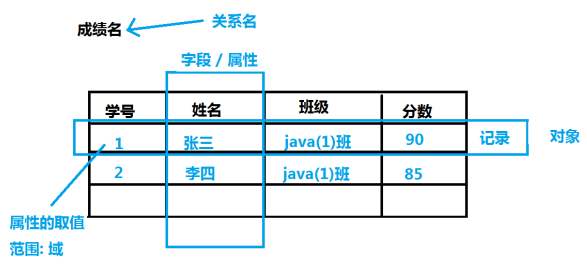 成绩名 关系名
字段 / 属性
学号 姓名 班级 分数
1 张三 java(1)班 90 记录 对象
2 李四 java(1)班 85
属性的取值
范围: 域